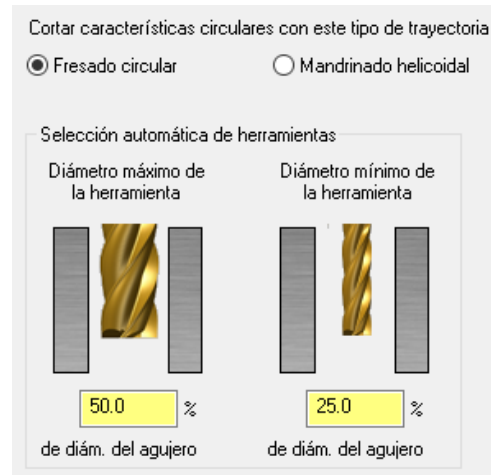 Cortar características circulares con este tipo de trayectoria
Fresado circular Mandrinado helicoidal
Selección automática de herramientas
Diámetro máximo de la herramienta
Diámetro mínimo de la herramienta
50.0 %
25.0 %
de diám. del agujero
de diám. del agujero